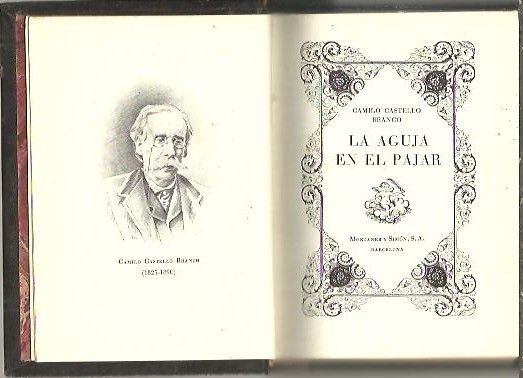 CAMILO CASTELLO BRANCO
(1825-1890)
CAMILO CASTELLO
BRANCO
LA AGUJA
EN EL PAJAR
MONTANER Y SIMÓN, S. A.
BARCELONA